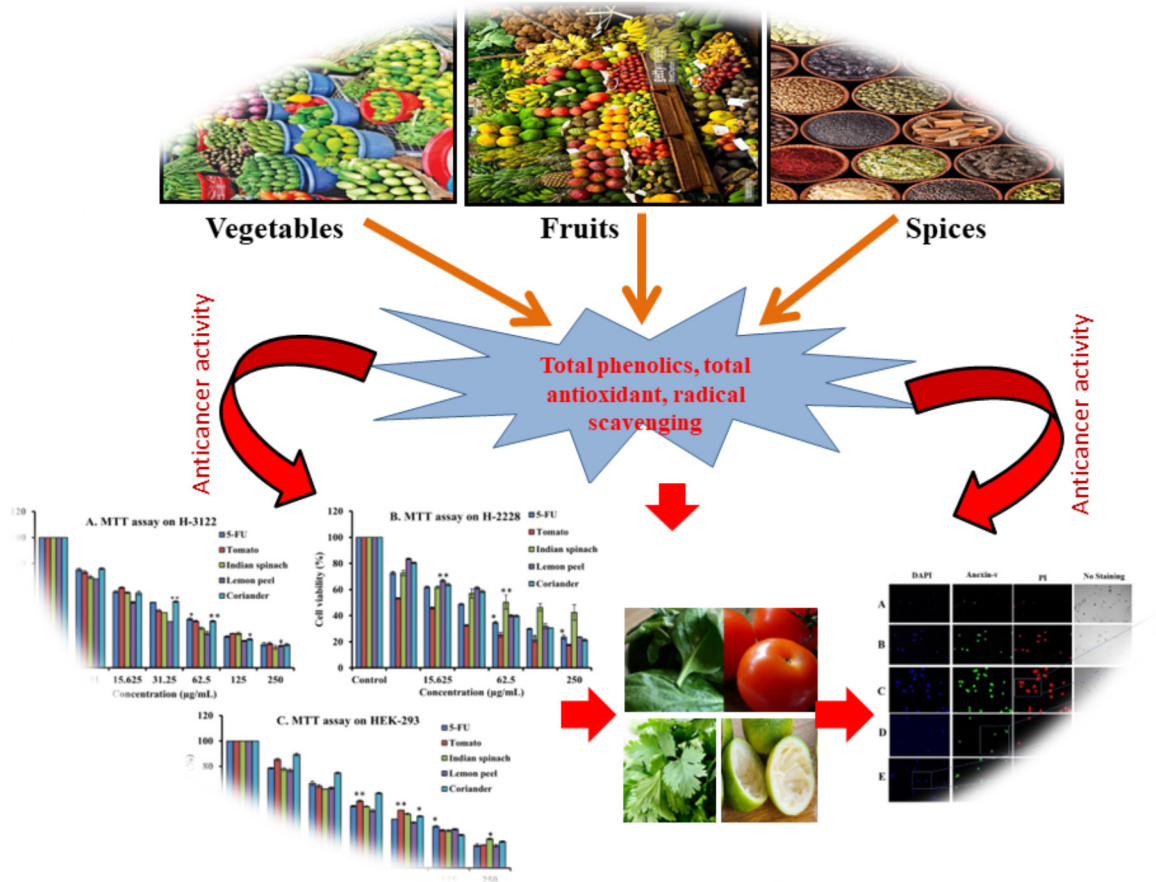 Vegetables
Fruits
Spices
Anticancer activity
Anticancer activity
Total phenolics, total
antioxidant, radical
scavenging
120
A. MTT assay on H-3122
5-FU
Tomato
Indian spinach
Lemon peel
Coriander
**
*
**
*
*
15.625
31.25
62.5
125
250
Concentration (µg/mL)
B. MTT assay on H-2228
5-FU
Tomato
Indian spinach
Lemon peel
Coriander
Cell viability (%)
120
100
80
60
40
20
0
**
*
**
*
Control
15.625
62.5
250
Concentration (µg/mL)
C. MTT assay on HEK-293
5-FU
Tomato
Indian spinach
Lemon peel
Coriander
120
100
80
**
**
*
*
*
250
DAPI
Anexin-v
PI
No Staining
A
B
C
D
E